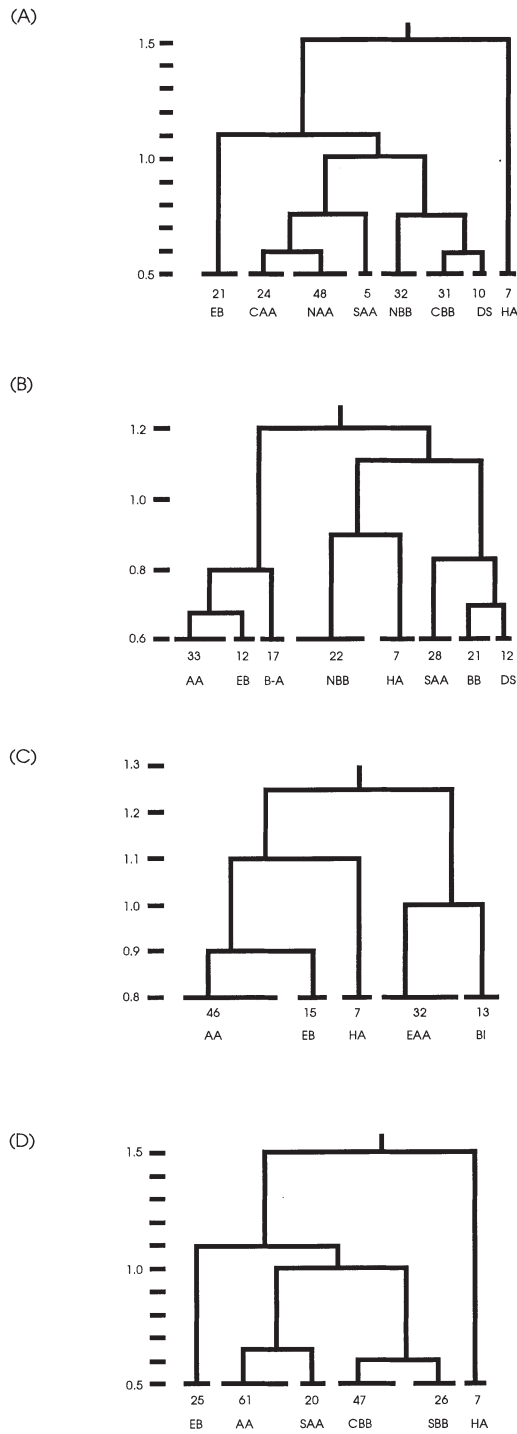 (A)
1.5
1.0
0.5
21 24 48 5 32 31 10 7
EB CAA NAA SAA NBB CBB DS HA
(B)
1.2
1.0
0.8
0.6
33 12 17 22 7 28 21 12
AA EB B-A NBB HA SAA BB DS
(C)
1.3
1.2
1.1
1.0
0.9
0.8
46 15 7 32 13
AA EB HA EAA BI
(D)
1.5
1.0
0.5
25 61 20 47 26 7
EB AA SAA CBB SBB HA